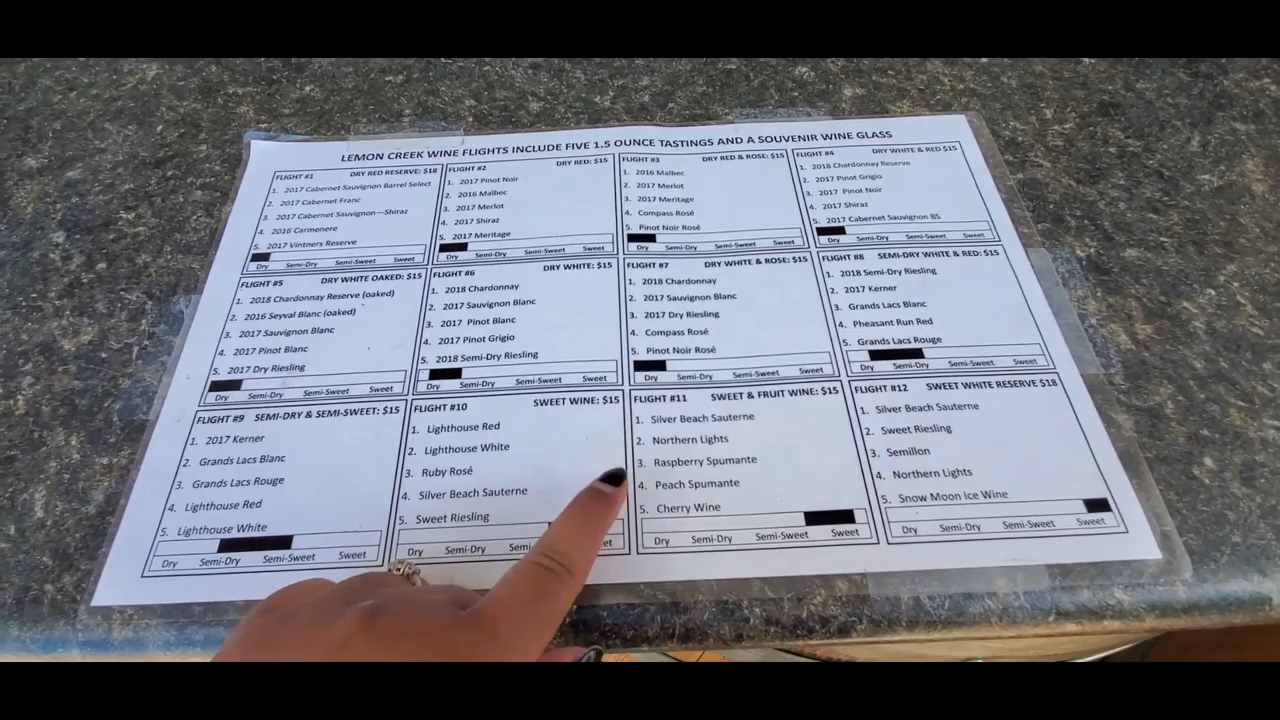 LEMON CREEK WINE FLIGHTS INCLUDE FIVE 1.5 OUNCE TASTINGS AND A SOUVENIR WINE GLASS
FLIGHT #1 DRY RED RESERVE: $18
1. 2017 Cabernet Sauvignon Barrel Select
2. 2017 Cabernet Franc
3. 2017 Cabernet Sauvignon—Shiraz
4. 2016 Carmenere
5. 2017 Vintners Reserve
Dry Semi-Dry Semi-Sweet Sweet
FLIGHT #2 DRY RED: $15
1. 2017 Pinot Noir
2. 2016 Malbec
3. 2017 Merlot
4. 2017 Shiraz
5. 2017 Meritage
Dry Semi-Dry Semi-Sweet Sweet
FLIGHT #3 DRY RED & ROSE: $15
1. 2016 Malbec
2. 2017 Merlot
3. 2017 Meritage
4. Compass Rosé
5. Pinot Noir Rosé
Dry Semi-Dry Semi-Sweet Sweet
FLIGHT #4 DRY WHITE & RED $15
1. 2018 Chardonnay Reserve
2. 2017 Pinot Grigio
3. 2017 Pinot Noir
4. 2017 Shiraz
5. 2017 Cabernet Sauvignon BS
Dry Semi-Dry Semi-Sweet Sweet
FLIGHT #5 DRY WHITE OAKED: $15
1. 2018 Chardonnay Reserve (oaked)
2. 2016 Seyval Blanc (oaked)
3. 2017 Sauvignon Blanc
4. 2017 Pinot Blanc
5. 2017 Dry Riesling
Dry Semi-Dry Semi-Sweet Sweet
FLIGHT #6 DRY WHITE: $15
1. 2018 Chardonnay
2. 2017 Sauvignon Blanc
3. 2017 Pinot Blanc
4. 2017 Pinot Grigio
5. 2018 Semi-Dry Riesling
Dry Semi-Dry Semi-Sweet Sweet
FLIGHT #7 DRY WHITE & ROSE: $15
1. 2018 Chardonnay
2. 2017 Sauvignon Blanc
3. 2017 Dry Riesling
4. Compass Rosé
5. Pinot Noir Rosé
Dry Semi-Dry Semi-Sweet Sweet
FLIGHT #8 SEMI-DRY WHITE & RED: $15
1. 2018 Semi-Dry Riesling
2. 2017 Kerner
3. Grands Lacs Blanc
4. Pheasant Run Red
5. Grands Lacs Rouge
Dry Semi-Dry Semi-Sweet Sweet
FLIGHT #9 SEMI-DRY & SEMI-SWEET: $15
1. 2017 Kerner
2. Grands Lacs Blanc
3. Grands Lacs Rouge
4. Lighthouse Red
5. Lighthouse White
Dry Semi-Dry Semi-Sweet Sweet
FLIGHT #10 SWEET WINE: $15
1. Lighthouse Red
2. Lighthouse White
3. Ruby Rosé
4. Silver Beach Sauterne
5. Sweet Riesling
Dry Semi-Dry Semi
FLIGHT #11 SWEET & FRUIT WINE: $15
1. Silver Beach Sauterne
2. Northern Lights
3. Raspberry Spumante
4. Peach Spumante
5. Cherry Wine
Dry Semi-Dry Semi-Sweet Sweet
FLIGHT #12 SWEET WHITE RESERVE $18
1. Silver Beach Sauterne
2. Sweet Riesling
3. Semillon
4. Northern Lights
5. Snow Moon Ice Wine
Dry Semi-Dry Semi-Sweet Sweet